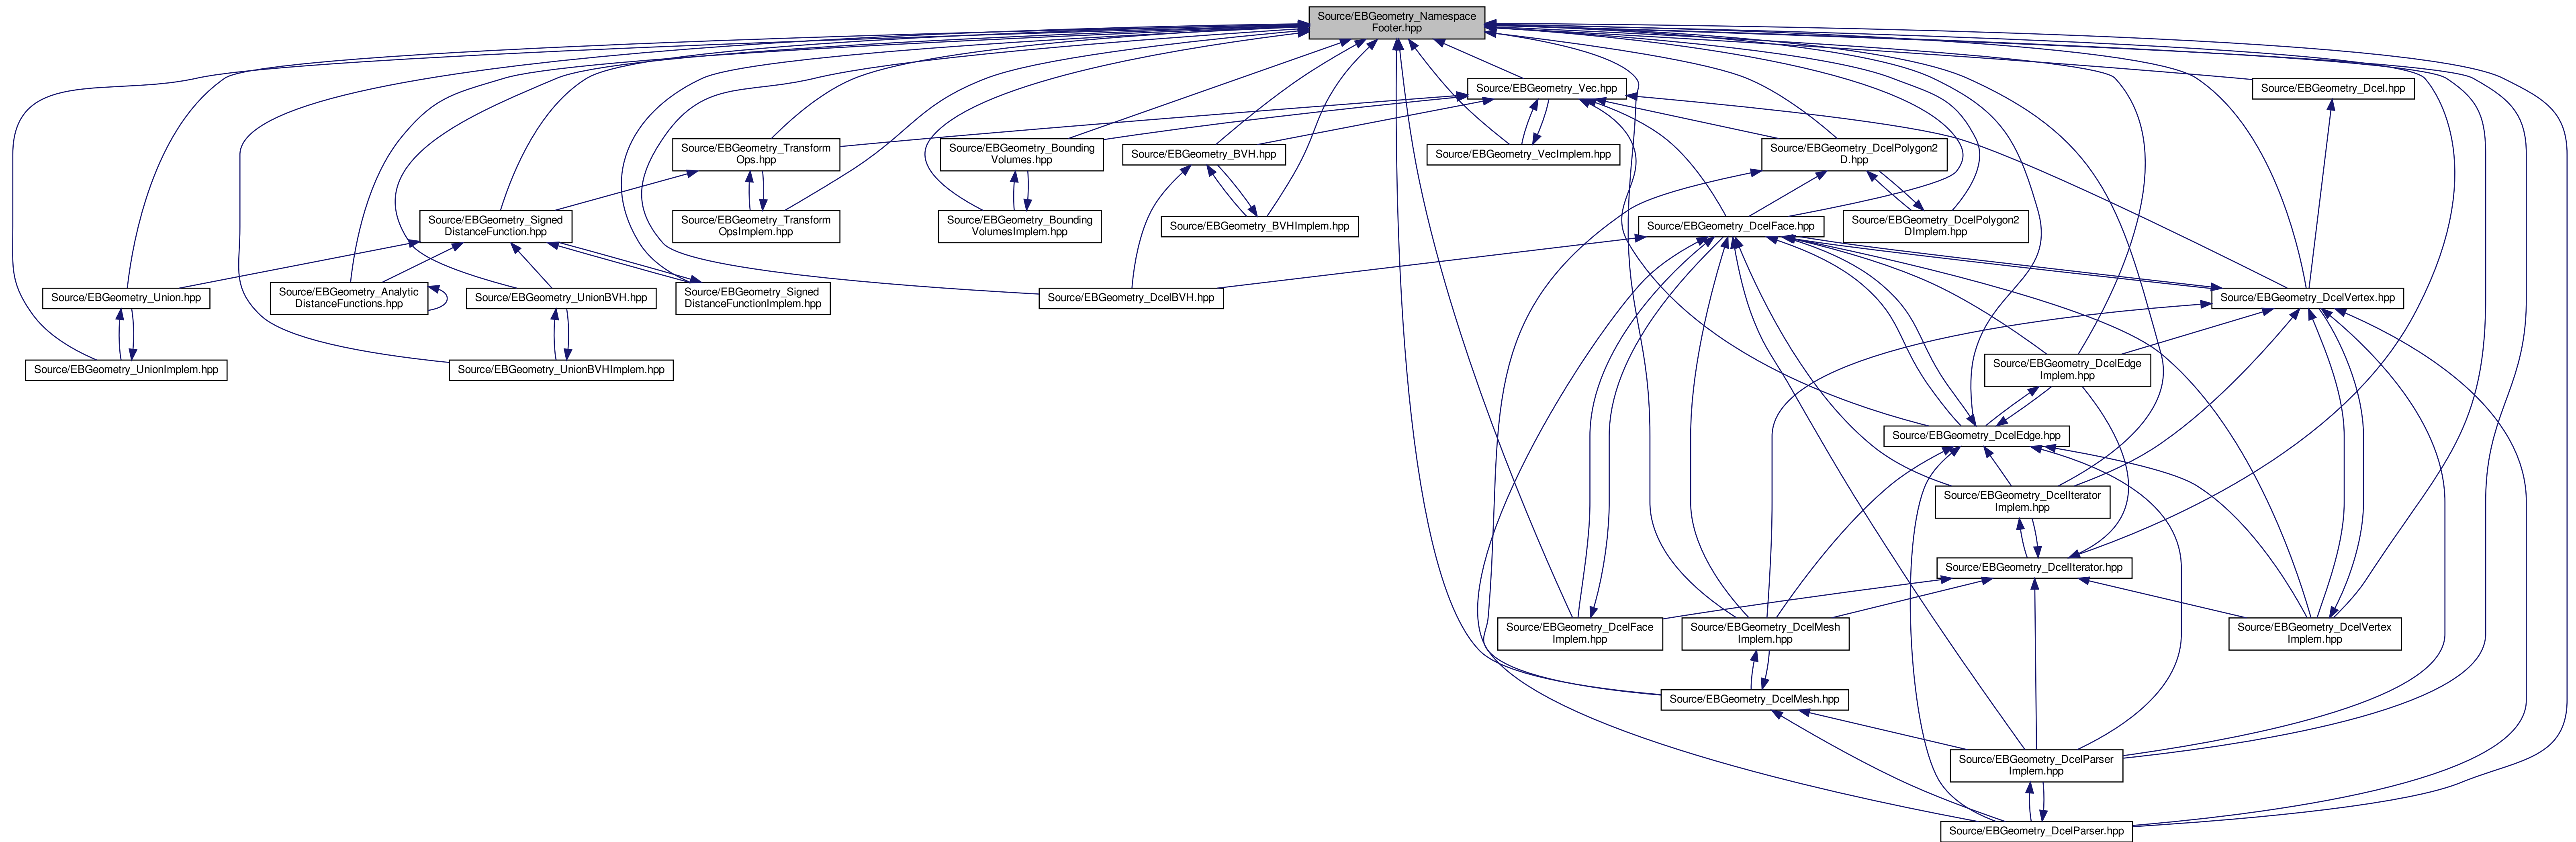 Source/EBGeometry_Namespace
Footer.hpp
Source/EBGeometry_Vec.hpp
Source/EBGeometry_Dcel.hpp
Source/EBGeometry_Transform
Ops.hpp
Source/EBGeometry_Bounding
Volumes.hpp
Source/EBGeometry_BVH.hpp
Source/EBGeometry_VecImplem.hpp
Source/EBGeometry_DcelPolygon2
D.hpp
Source/EBGeometry_Signed
DistanceFunction.hpp
Source/EBGeometry_Transform
OpsImplem.hpp
Source/EBGeometry_Bounding
VolumesImplem.hpp
Source/EBGeometry_BVHImplem.hpp
Source/EBGeometry_DcelFace.hpp
Source/EBGeometry_DcelPolygon2
DImplem.hpp
Source/EBGeometry_Union.hpp
Source/EBGeometry_Analytic
DistanceFunctions.hpp
Source/EBGeometry_UnionBVH.hpp
Source/EBGeometry_Signed
DistanceFunctionImplem.hpp
Source/EBGeometry_DcelBVH.hpp
Source/EBGeometry_DcelVertex.hpp
Source/EBGeometry_UnionImplem.hpp
Source/EBGeometry_UnionBVHImplem.hpp
Source/EBGeometry_DcelEdge
Implem.hpp
Source/EBGeometry_DcelEdge.hpp
Source/EBGeometry_DcelIterator
Implem.hpp
Source/EBGeometry_DcelIterator.hpp
Source/EBGeometry_DcelFace
Implem.hpp
Source/EBGeometry_DcelMesh
Implem.hpp
Source/EBGeometry_DcelVertex
Implem.hpp
Source/EBGeometry_DcelMesh.hpp
Source/EBGeometry_DcelParser
Implem.hpp
Source/EBGeometry_DcelParser.hpp